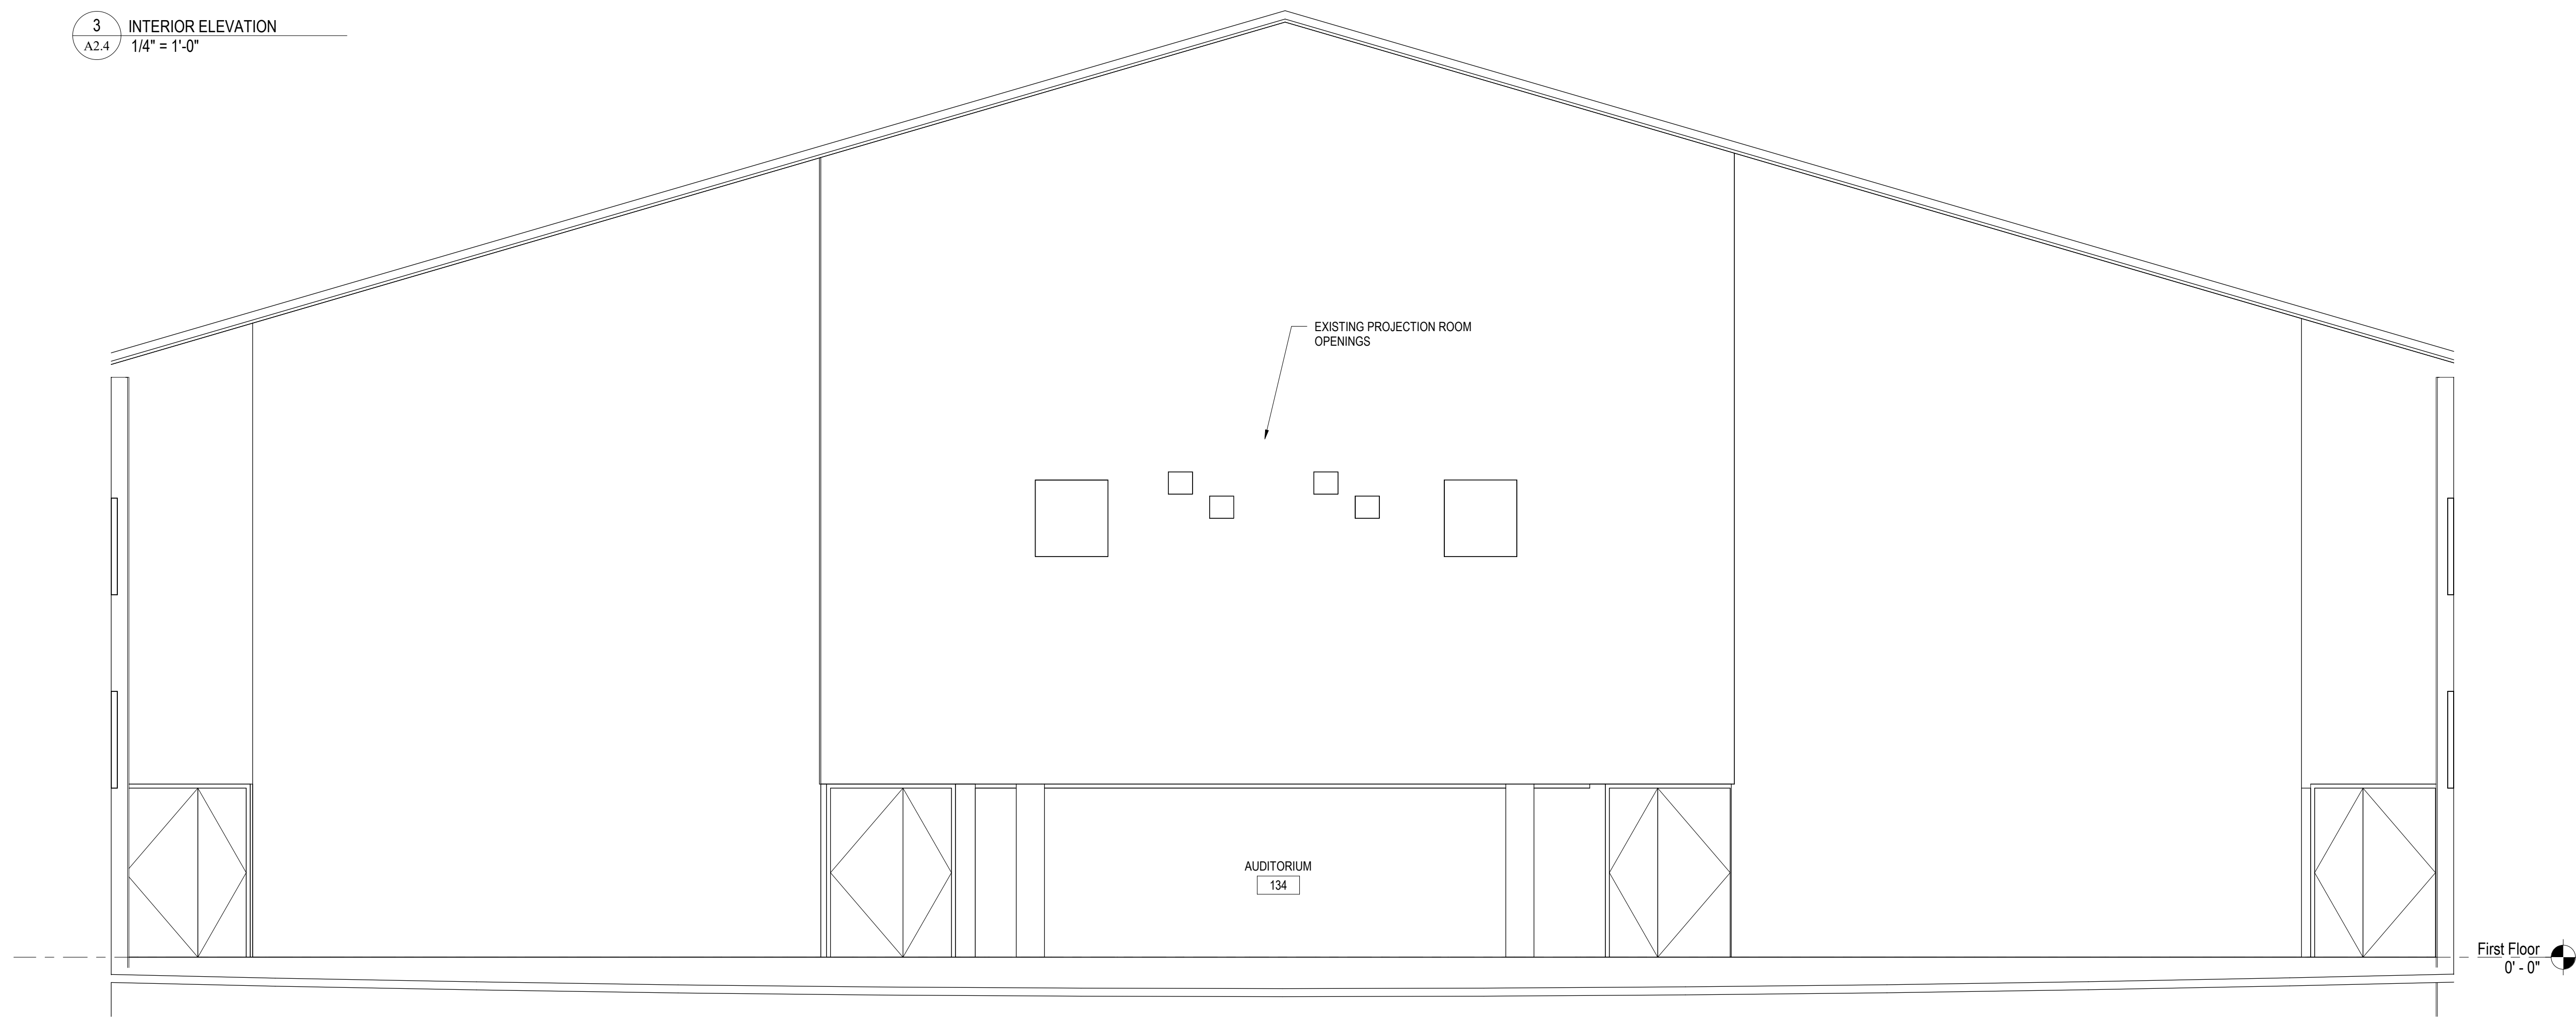 3
INTERIOR ELEVATION
A2.4
1/4" = 1'-0"
EXISTING PROJECTION ROOM
OPENINGS
AUDITORIUM
134
First Floor
0' - 0"